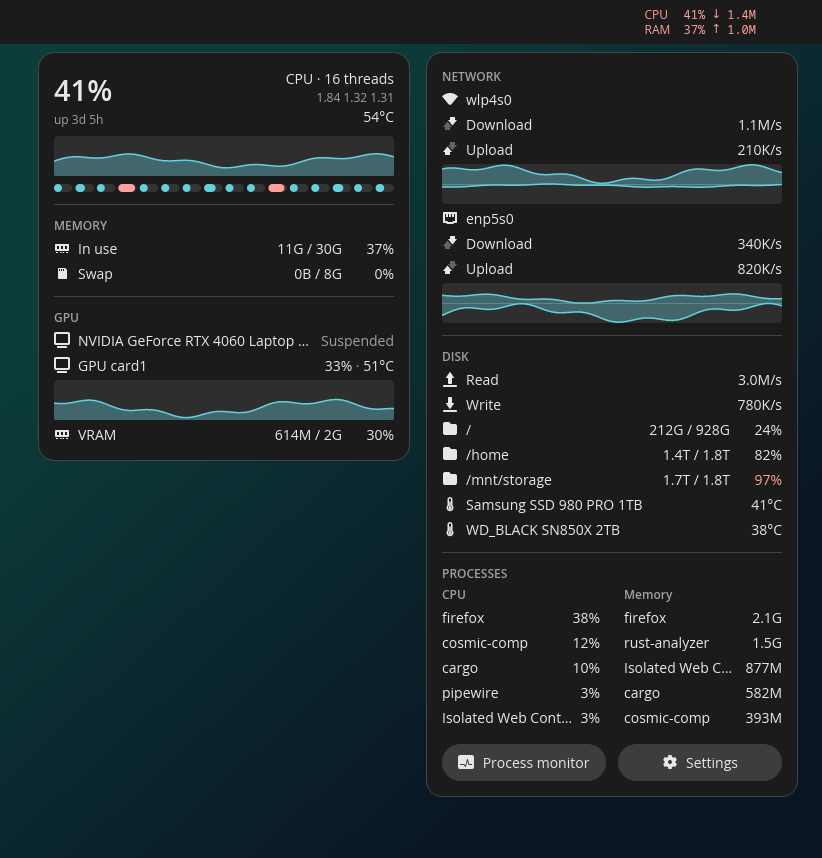 CPU 41% ↓ 1.4M
RAM 37% ↑ 1.0M
41%
CPU · 16 threads
1.84 1.32 1.31
up 3d 5h
54°C
MEMORY
In use 11G / 30G 37%
Swap 0B / 8G 0%
GPU
NVIDIA GeForce RTX 4060 Laptop ... Suspended
GPU card1 33% · 51°C
VRAM 614M / 2G 30%
NETWORK
wlp4s0
Download 1.1M/s
Upload 210K/s
enp5s0
Download 340K/s
Upload 820K/s
DISK
Read 3.0M/s
Write 780K/s
/ 212G / 928G 24%
/home 1.4T / 1.8T 82%
/mnt/storage 1.7T / 1.8T 97%
Samsung SSD 980 PRO 1TB 41°C
WD_BLACK SN850X 2TB 38°C
PROCESSES
CPU Memory
firefox 38% firefox 2.1G
cosmic-comp 12% rust-analyzer 1.5G
cargo 10% Isolated Web C... 877M
pipewire 3% cargo 582M
Isolated Web Cont... 3% cosmic-comp 393M
Process monitor Settings